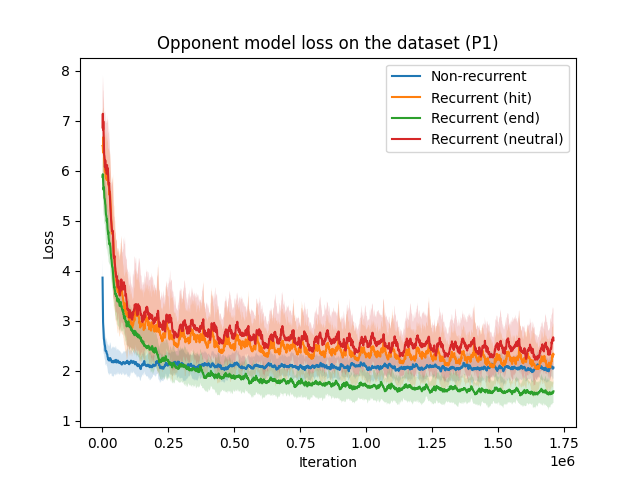 Opponent model loss on the dataset (P1)
Non-recurrent
Recurrent (hit)
Recurrent (end)
Recurrent (neutral)
Loss
8
7
6
5
4
3
2
1
0.00 0.25 0.50 0.75 1.00 1.25 1.50 1.75
Iteration
1e6